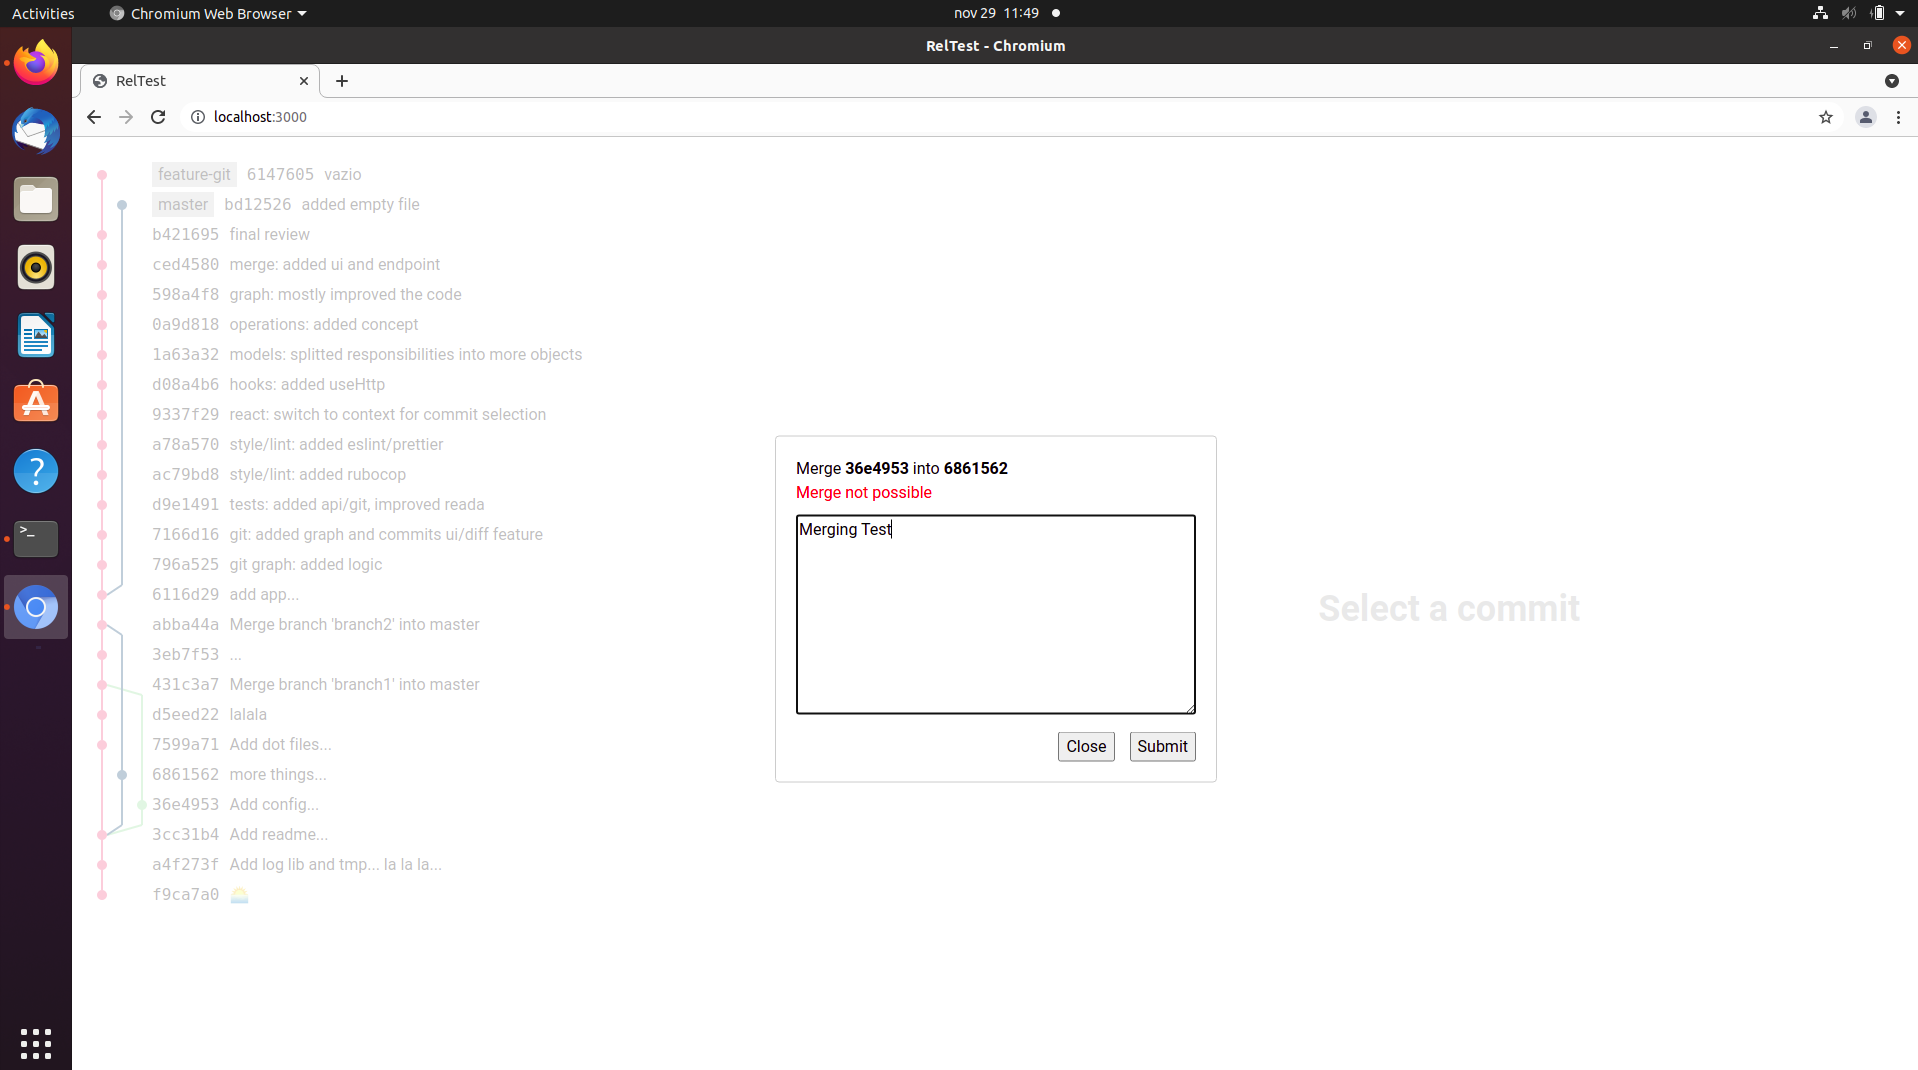 Activities Chromium Web Browser nov 29 11:49
RelTest - Chromium
RelTest
localhost:3000
feature-git 6147605 vazio
master bd12526 added empty file
b421695 final review
ced4580 merge: added ui and endpoint
598a4f8 graph: mostly improved the code
0a9d818 operations: added concept
1a63a32 models: splitted responsibilities into more objects
d08a4b6 hooks: added useHttp
9337f29 react: switch to context for commit selection
a78a570 style/lint: added eslint/prettier
ac79bd8 style/lint: added rubocop
d9e1491 tests: added api/git, improved reada
7166d16 git: added graph and commits ui/diff feature
796a525 git graph: added logic
6116d29 add app...
abba44a Merge branch 'branch2' into master
3eb7f53 ...
431c3a7 Merge branch 'branch1' into master
d5eed22 lalala
7599a71 Add dot files...
6861562 more things...
36e4953 Add config...
3cc31b4 Add readme...
a4f273f Add log lib and tmp... la la la...
f9ca7a0 🌅
Merge 36e4953 into 6861562
Merge not possible
Merging Test
Close Submit
Select a commit